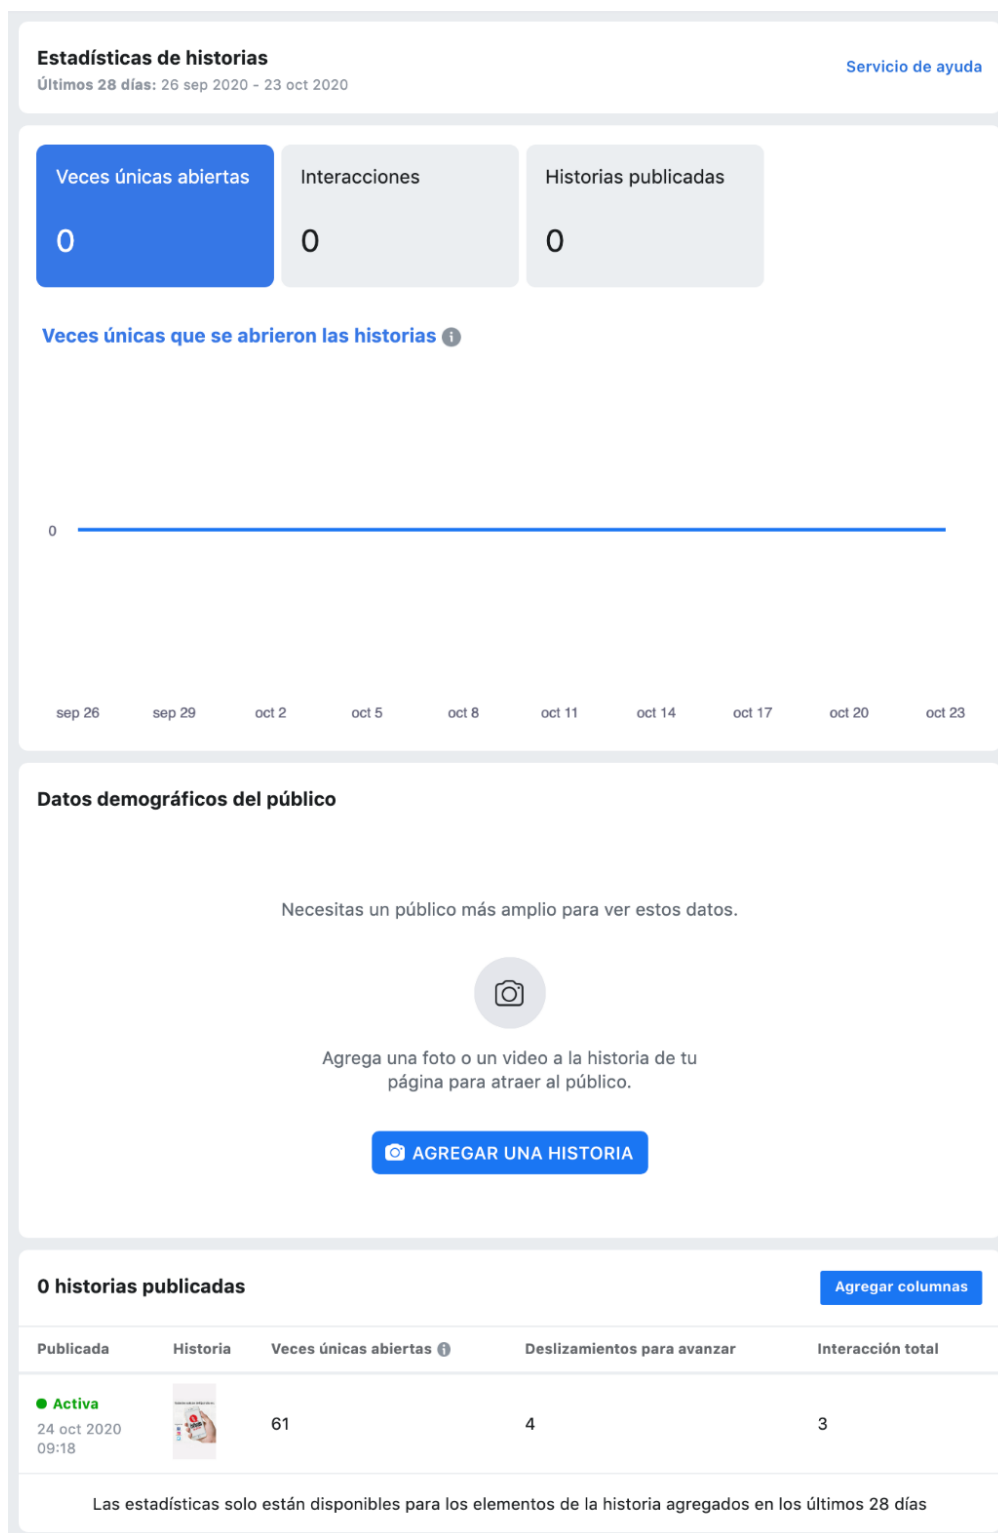 Estadísticas de historias
Últimos 28 días: 26 sep 2020 - 23 oct 2020
Servicio de ayuda
Veces únicas abiertas
0
Interacciones
0
Historias publicadas
0
Veces únicas que se abrieron las historias
0
sep 26 sep 29 oct 2 oct 5 oct 8 oct 11 oct 14 oct 17 oct 20 oct 23
Datos demográficos del público
Necesitas un público más amplio para ver estos datos.
Agrega una foto o un video a la historia de tu
página para atraer al público.
AGREGAR UNA HISTORIA
0 historias publicadas
Agregar columnas
Publicada Historia Veces únicas abiertas Deslizamientos para avanzar Interacción total
Activa
24 oct 2020
09:18
61 4 3
Las estadísticas solo están disponibles para los elementos de la historia agregados en los últimos 28 días